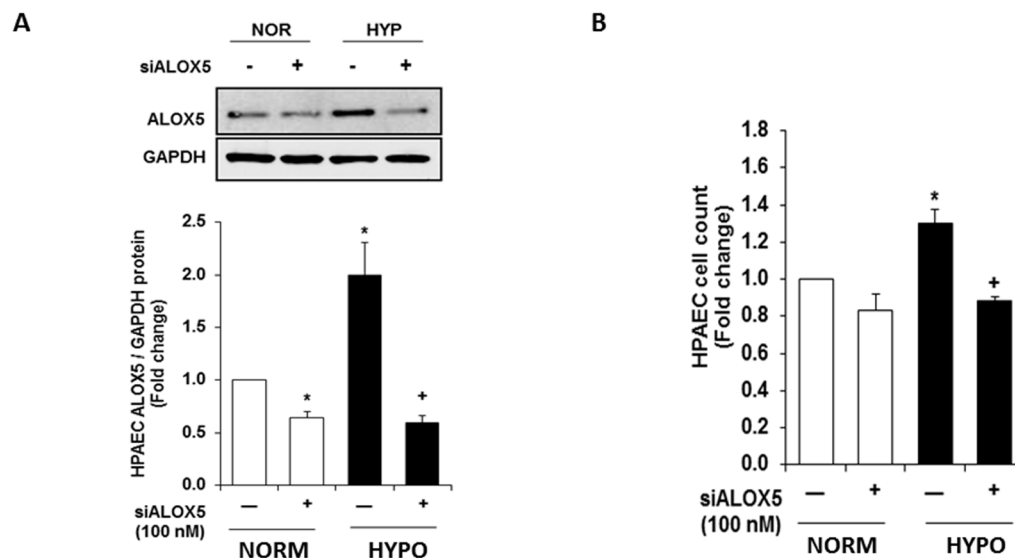 A
NOR HYP
siALOX5 - + - +
ALOX5
GAPDH
HPAEC ALOX5 / GAPDH protein
(Fold change)
2.5
2.0
1.5
1.0
0.5
0.0
*
*
+
siALOX5 — + — +
(100 nM)
NORM HYPO
B
HPAEC cell count
(Fold change)
1.8
1.6
1.4
1.2
1.0
0.8
0.6
0.4
0.2
0.0
*
+
siALOX5 — + — +
(100 nM)
NORM HYPO